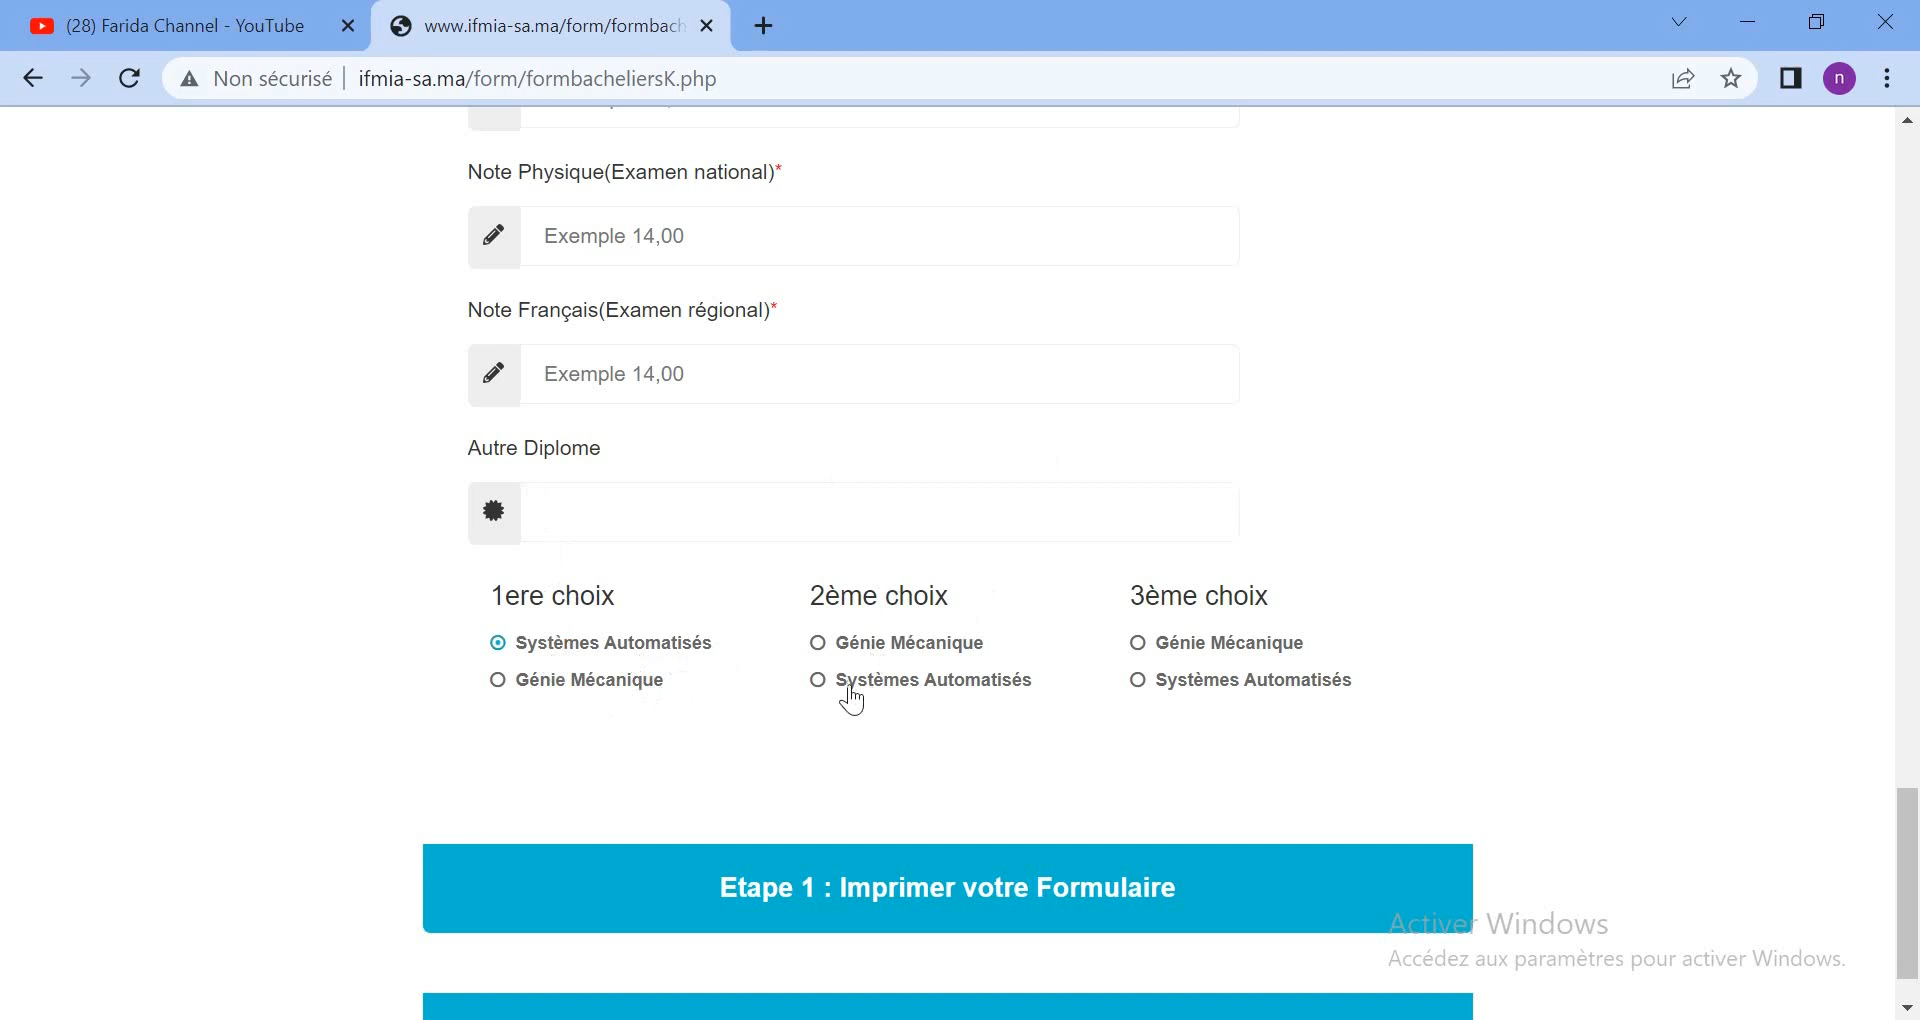 (28) Farida Channel - YouTube
www.ifmia-sa.ma/form/formbach
Non sécurisé
ifmia-sa.ma/form/formbacheliersK.php
n
Note Physique(Examen national)*
Exemple 14,00
Note Français(Examen régional)*
Exemple 14,00
Autre Diplome
1ere choix 2ème choix 3ème choix
Systèmes Automatisés Génie Mécanique Génie Mécanique
Génie Mécanique Systèmes Automatisés Systèmes Automatisés
Etape 1 : Imprimer votre Formulaire
Activer Windows
Accédez aux paramètres pour activer Windows.